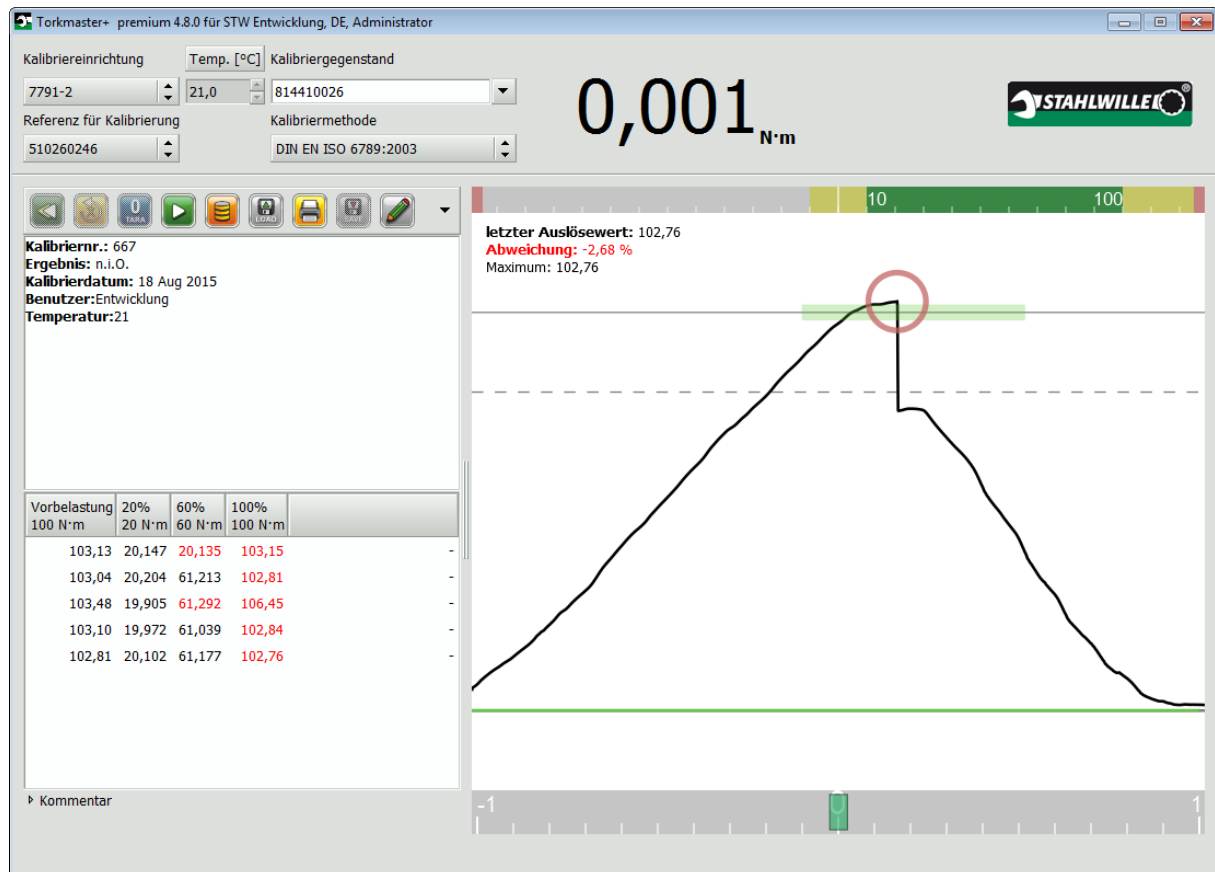 Torkmaster+ premium 4.8.0 für STW Entwicklung, DE, Administrator
Kalibriereinrichtung Temp. [°C] Kalibriergegenstand
7791-2 21,0 814410026
Referenz für Kalibrierung Kalibriermethode
510260246 DIN EN ISO 6789:2003
0,001 N·m
STAHLWILLE ®
0
TARA LOAD SAVE
Kalibriernr.: 667
Ergebnis: n.i.O.
Kalibrierdatum: 18 Aug 2015
Benutzer:Entwicklung
Temperatur:21
Vorbelastung 20% 60% 100%
100 N·m 20 N·m 60 N·m 100 N·m
103,13 20,147 20,135 103,15 -
103,04 20,204 61,213 102,81 -
103,48 19,905 61,292 106,45 -
103,10 19,972 61,039 102,84 -
102,81 20,102 61,177 102,76 -
Kommentar
10 100
letzter Auslösewert: 102,76
Abweichung: -2,68 %
Maximum: 102,76
-1 0 1